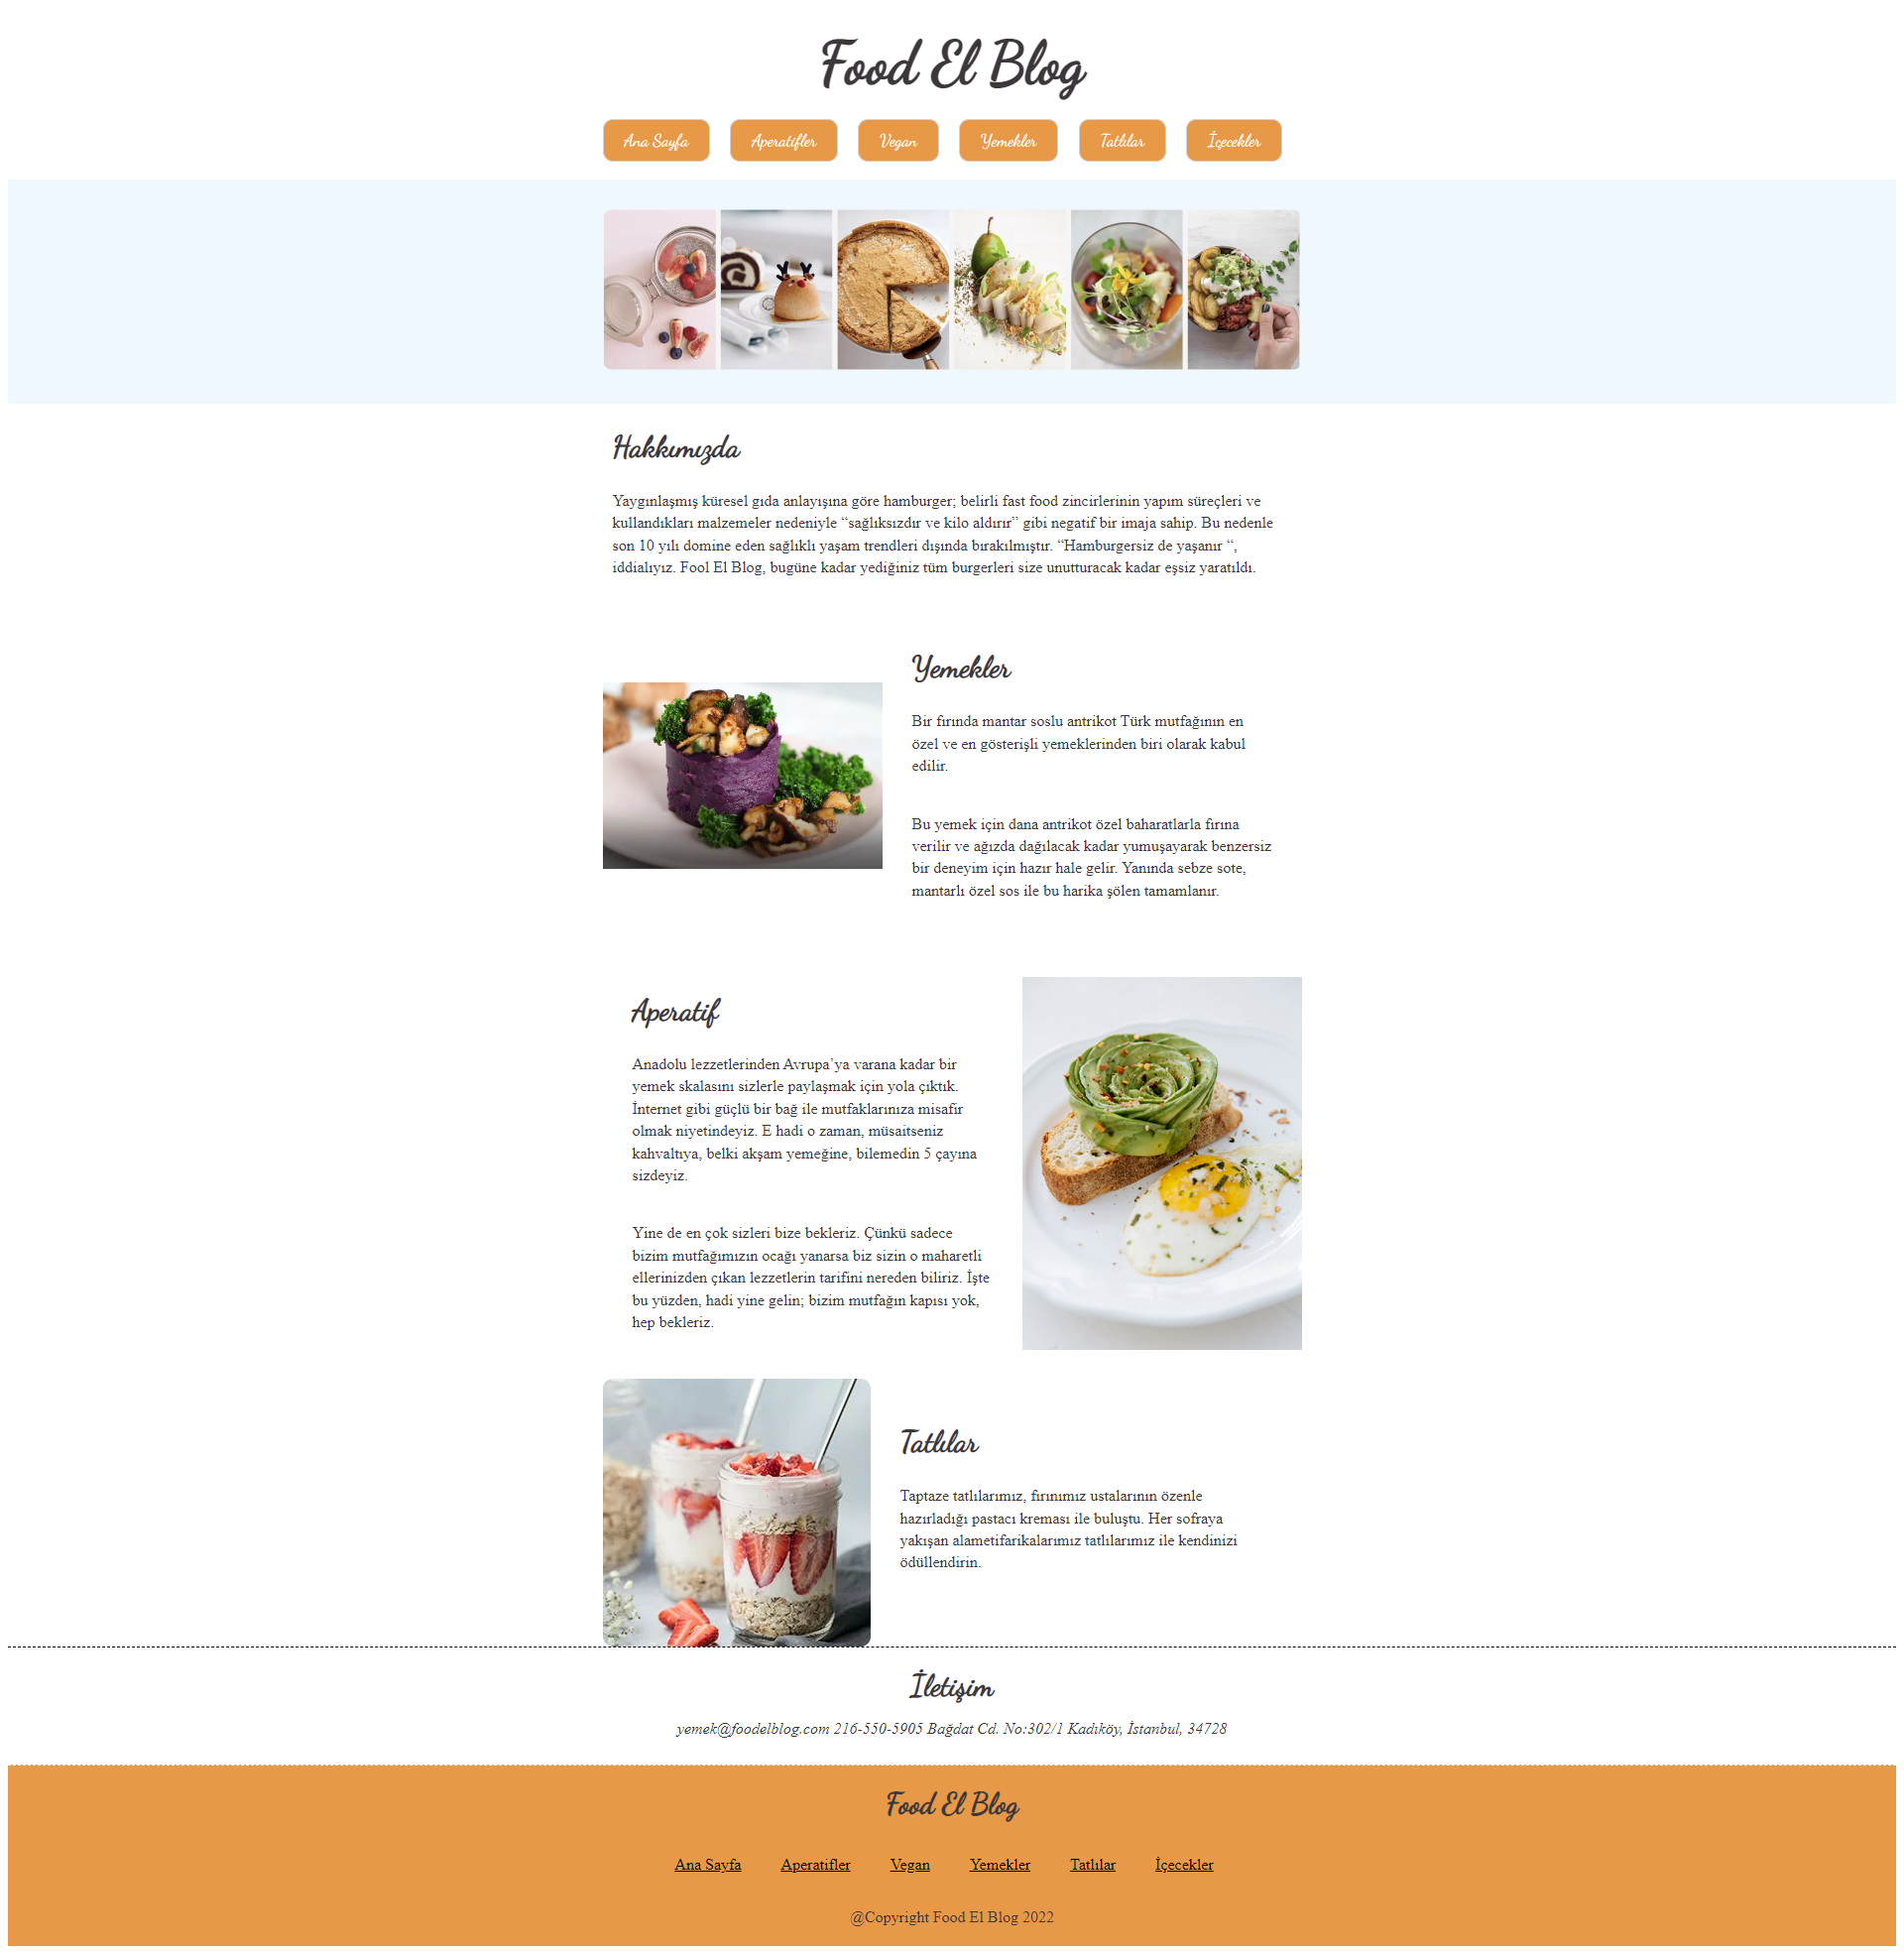 Food El Blog
Ana Sayfa Aperatifler Vegan Yemekler Tatlılar İçecekler
Hakkımızda
Yaygınlaşmış küresel gıda anlayışına göre hamburger; belirli fast food zincirlerinin yapım süreçleri ve
kullandıkları malzemeler nedeniyle “sağlıksızdır ve kilo aldırır” gibi negatif bir imaja sahip. Bu nedenle
son 10 yılı domine eden sağlıklı yaşam trendleri dışında bırakılmıştır. “Hamburgersiz de yaşanır “,
iddialıyız. Fool El Blog, bugüne kadar yediğiniz tüm burgerleri size unutturacak kadar eşsiz yaratıldı.
Yemekler
Bir fırında mantar soslu antrikot Türk mutfağının en
özel ve en gösterişli yemeklerinden biri olarak kabul
edilir.
Bu yemek için dana antrikot özel baharatlarla fırına
verilir ve ağızda dağılacak kadar yumuşayarak benzersiz
bir deneyim için hazır hale gelir. Yanında sebze sote,
mantarlı özel sos ile bu harika şölen tamamlanır.
Aperatif
Anadolu lezzetlerinden Avrupa’ya varana kadar bir
yemek skalasını sizlerle paylaşmak için yola çıktık.
İnternet gibi güçlü bir bağ ile mutfaklarınıza misafir
olmak niyetindeyiz. E hadi o zaman, müsaitseniz
kahvaltıya, belki akşam yemeğine, bilemedin 5 çayına
sizdeyiz.
Yine de en çok sizleri bize bekleriz. Çünkü sadece
bizim mutfağımızın ocağı yanarsa biz sizin o maharetli
ellerinizden çıkan lezzetlerin tarifini nereden biliriz. İşte
bu yüzden, hadi yine gelin; bizim mutfağın kapısı yok,
hep bekleriz.
Tatlılar
Taptaze tatlılarımız, fırınımız ustalarının özenle
hazırladığı pastacı kreması ile buluştu. Her sofraya
yakışan alametifarikalarımız tatlılarımız ile kendinizi
ödüllendirin.
İletişim
yemek@foodelblog.com 216-550-5905 Bağdat Cd. No:302/1 Kadıköy, İstanbul, 34728
Food El Blog
Ana Sayfa Aperatifler Vegan Yemekler Tatlılar İçecekler
@Copyright Food El Blog 2022